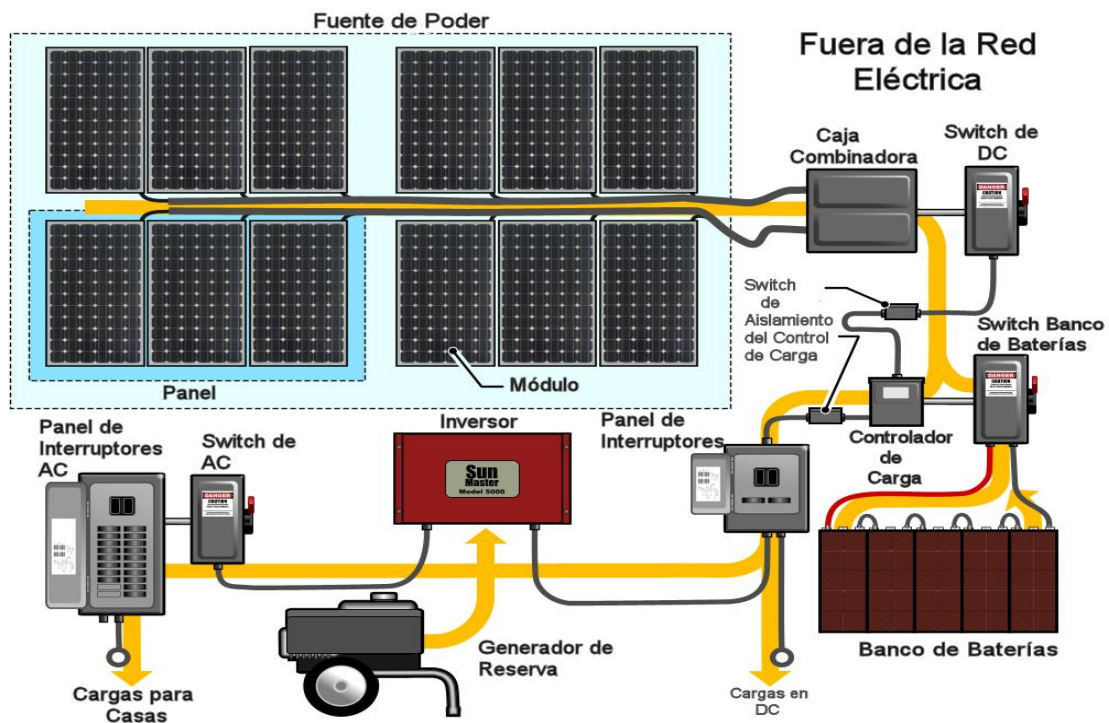 Fuente de Poder
Fuera de la Red
Eléctrica
Caja
Combinadora
Switch de
DC
Switch
de
Aislamiento
del Control
de Carga
Switch Banco
de Baterías
Panel
Módulo
Controlador
de
Carga
Panel de
Interruptores
AC
Switch de
AC
Inversor
Panel de
Interruptores
Sun
Master
Model 5000
DANGER
CAUTION
DANGER
CAUTION
DANGER
CAUTION
Generador de
Reserva
Banco de Baterías
Cargas para
Casas
Cargas en
DC